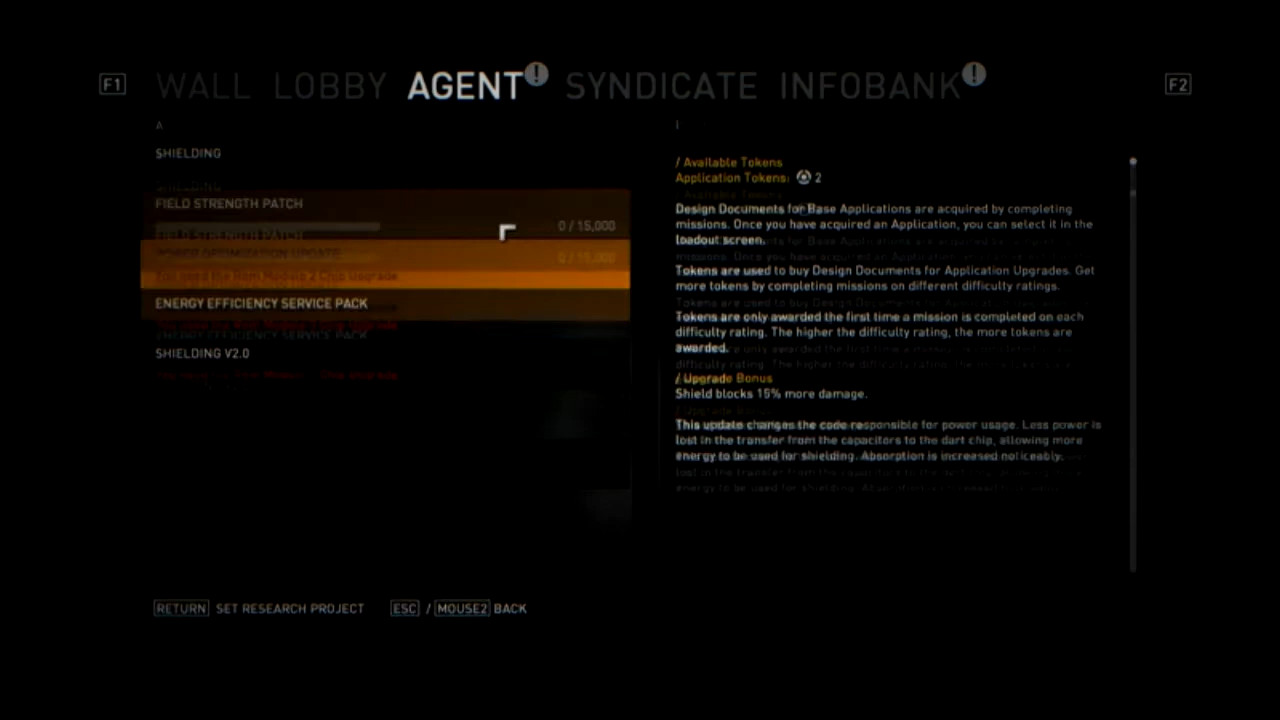 F1 WALL LOBBY AGENT! SYNDICATE INFOBANK! F2
SHIELDING
FIELD STRENGTH PATCH
0 / 15,000
POWER OPTIMIZATION UPDATE
0 / 15,000
ENERGY EFFICIENCY SERVICE PACK
SHIELDING V2.0
/ Available Tokens
Application Tokens: 2
Design Documents for Base Applications are acquired by completing
missions. Once you have acquired an Application, you can select it in the
loadout screen.
Tokens are used to buy Design Documents for Application Upgrades. Get
more tokens by completing missions on different difficulty ratings.
Tokens are only awarded the first time a mission is completed on each
difficulty rating. The higher the difficulty rating, the more tokens are
awarded.
/ Upgrade Bonus
Shield blocks 15% more damage.
This update changes the code responsible for power usage. Less power is
lost in the transfer from the capacitors to the dart chip, allowing more
energy to be used for shielding. Absorption is increased noticeably.
RETURN SET RESEARCH PROJECT ESC / MOUSE2 BACK